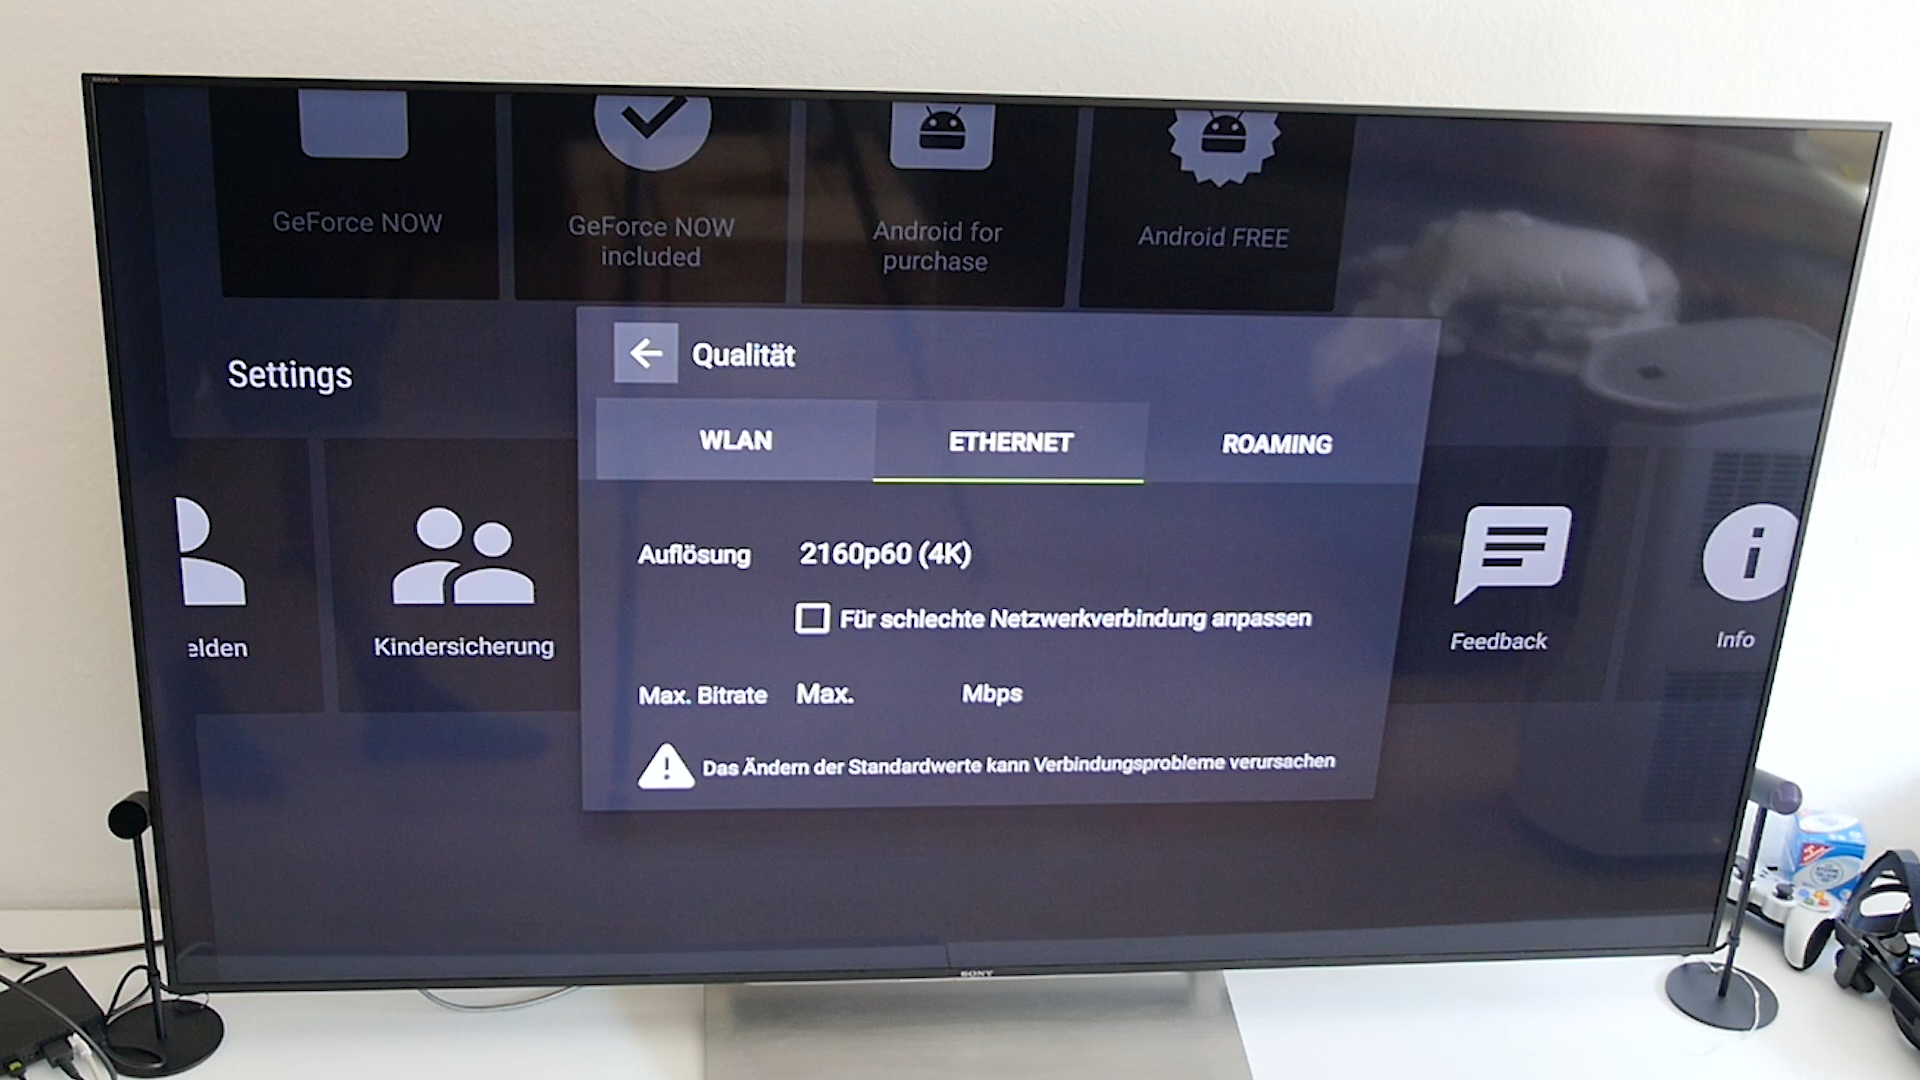 BRAVIA
GeForce NOW
GeForce NOW
included
Android for
purchase
Android FREE
Settings
Qualität
WLAN
ETHERNET
ROAMING
Auflösung 2160p60 (4K)
Für schlechte Netzwerkverbindung anpassen
Max. Bitrate Max. Mbps
Das Ändern der Standardwerte kann Verbindungsprobleme verursachen
elden
Kindersicherung
Feedback
Info
SONY